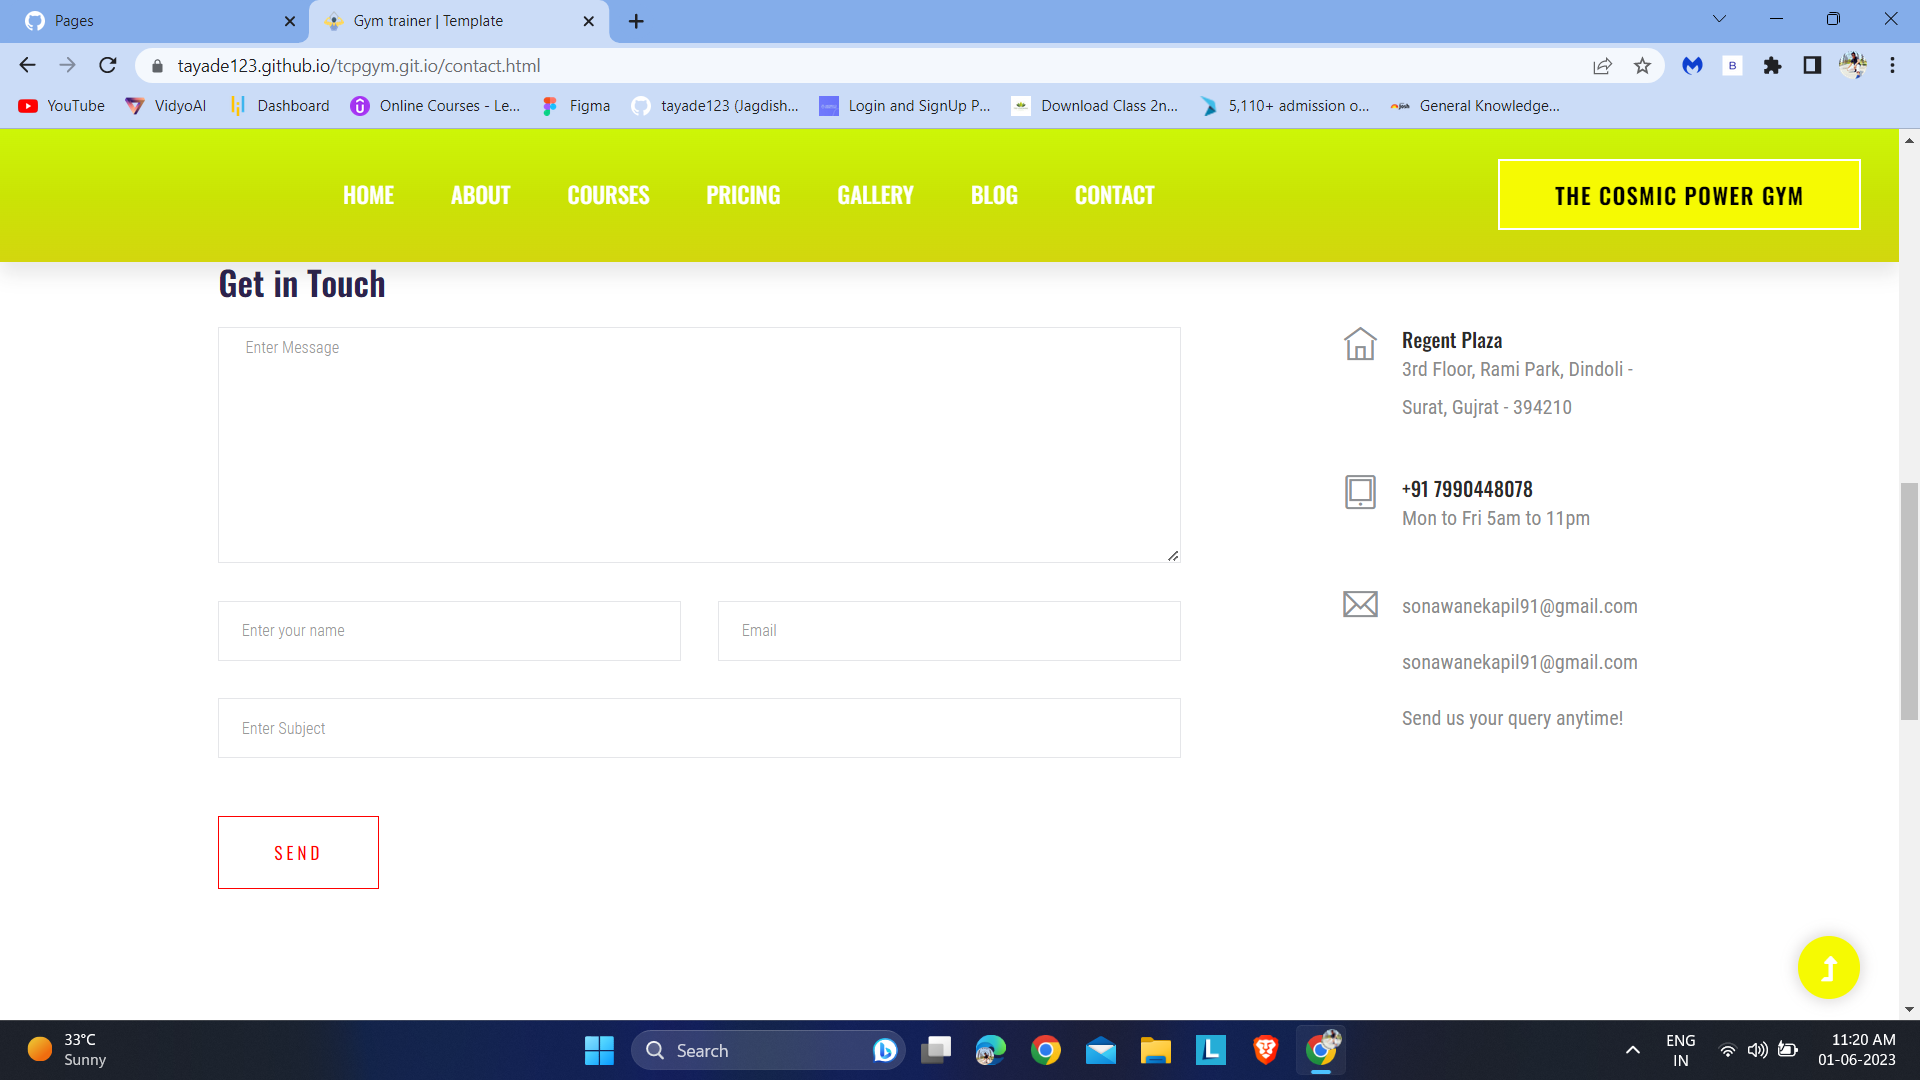 Pages
Gym trainer | Template
tayade123.github.io/tcpgym.git.io/contact.html
YouTube
VidyoAI
Dashboard
Online Courses - Le...
Figma
tayade123 (Jagdish...
Login and SignUp P...
Download Class 2n...
5,110+ admission o...
General Knowledge...
HOME
ABOUT
COURSES
PRICING
GALLERY
BLOG
CONTACT
THE COSMIC POWER GYM
Get in Touch
Enter Message
Enter your name
Email
Enter Subject
SEND
Regent Plaza
3rd Floor, Rami Park, Dindoli -
Surat, Gujrat - 394210
+91 7990448078
Mon to Fri 5am to 11pm
sonawanekapil91@gmail.com
sonawanekapil91@gmail.com
Send us your query anytime!
33°C
Sunny
Search
ENG
IN
11:20 AM
01-06-2023